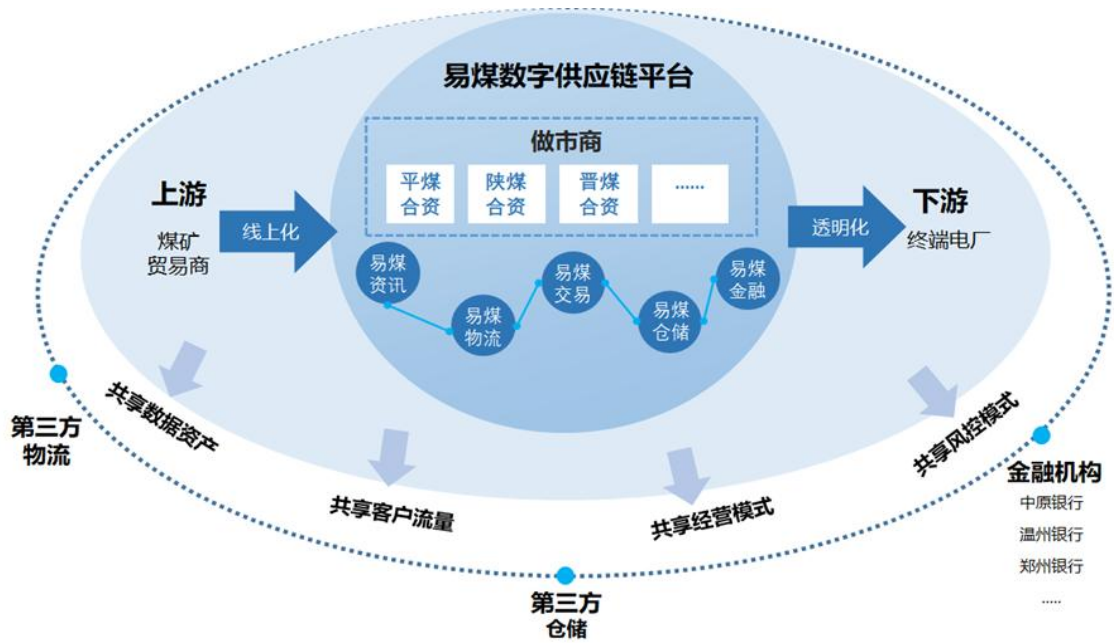 易煤数字供应链平台
做市商
平煤
合资
陕煤
合资
晋煤
合资
......
上游
煤矿
贸易商
线上化
透明化
下游
终端电厂
易煤
资讯
易煤
物流
易煤
交易
易煤
仓储
易煤
金融
共享数据资产
共享客户流量
共享经营模式
共享风控模式
第三方
物流
第三方
仓储
金融机构
中原银行
温州银行
郑州银行
.....